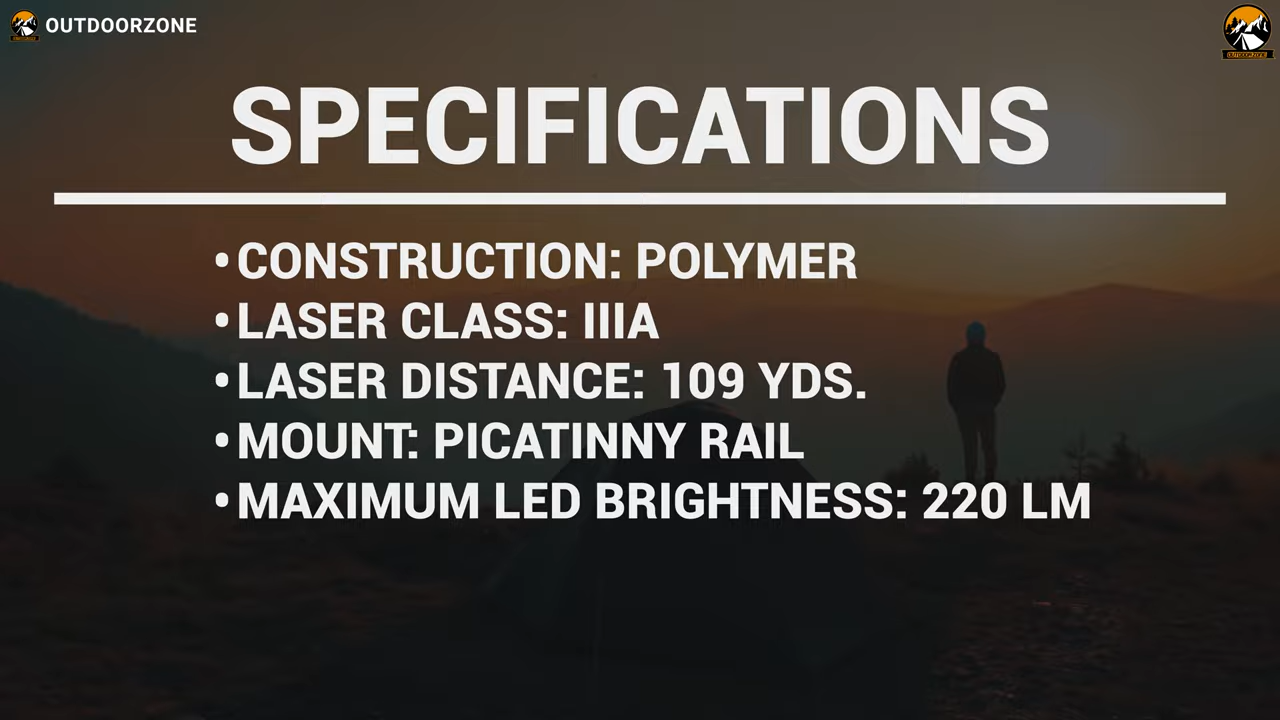 OUTDOORZONE
OUTDOORZONE
SPECIFICATIONS
•CONSTRUCTION: POLYMER
•LASER CLASS: IIIA
•LASER DISTANCE: 109 YDS.
•MOUNT: PICATINNY RAIL
•MAXIMUM LED BRIGHTNESS: 220 LM